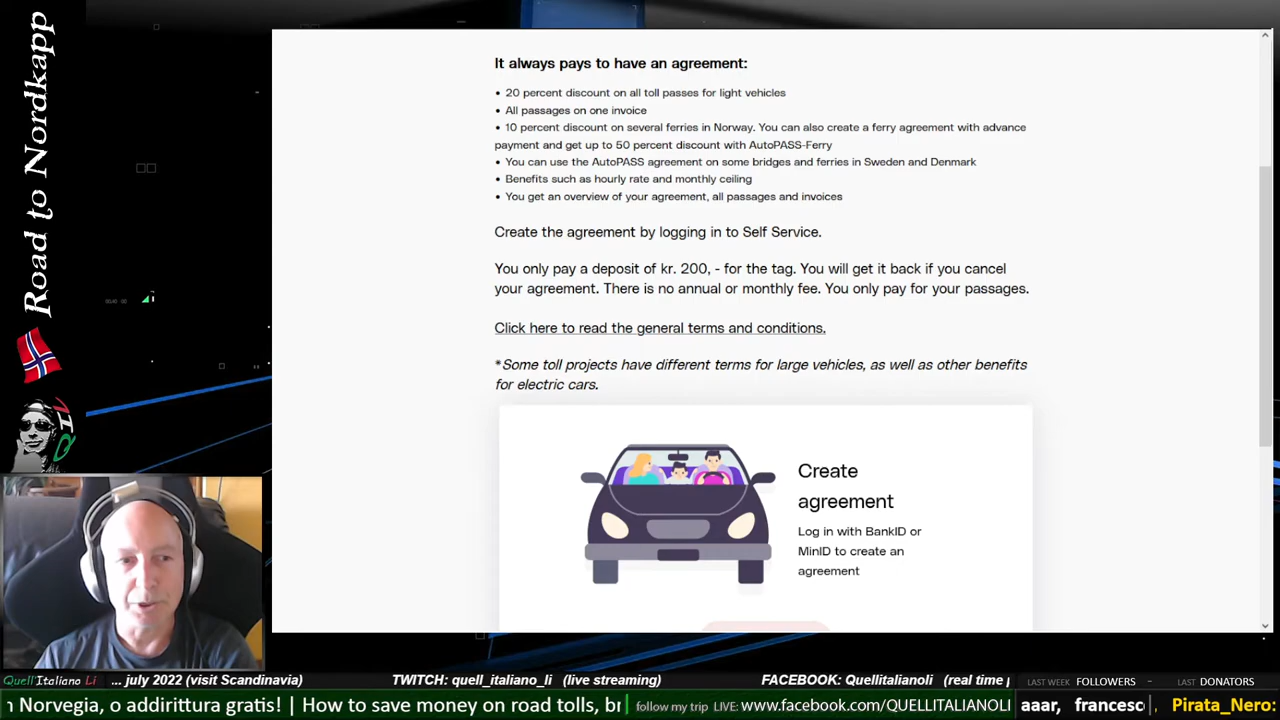 Road to Nordkapp
It always pays to have an agreement:
• 20 percent discount on all toll passes for light vehicles
• All passages on one invoice
• 10 percent discount on several ferries in Norway. You can also create a ferry agreement with advance
payment and get up to 50 percent discount with AutoPASS-Ferry
• You can use the AutoPASS agreement on some bridges and ferries in Sweden and Denmark
• Benefits such as hourly rate and monthly ceiling
• You get an overview of your agreement, all passages and invoices
Create the agreement by logging in to Self Service.
You only pay a deposit of kr. 200, - for the tag. You will get it back if you cancel
your agreement. There is no annual or monthly fee. You only pay for your passages.
Click here to read the general terms and conditions.
*Some toll projects have different terms for large vehicles, as well as other benefits
for electric cars.
Create
agreement
Log in with BankID or
MinID to create an
agreement
QIL
Quell'Italiano Li
... july 2022 (visit Scandinavia)
TWITCH: quell_italiano_li (live streaming)
FACEBOOK: Quellitalianoli (real time
LAST WEEK FOLLOWERS - LAST DONATORS
n Norvegia, o addirittura gratis! | How to save money on road tolls, br
follow my trip LIVE: www.facebook.com/QUELLITALIANOLI
aaar, francesc
Pirata_Nero: